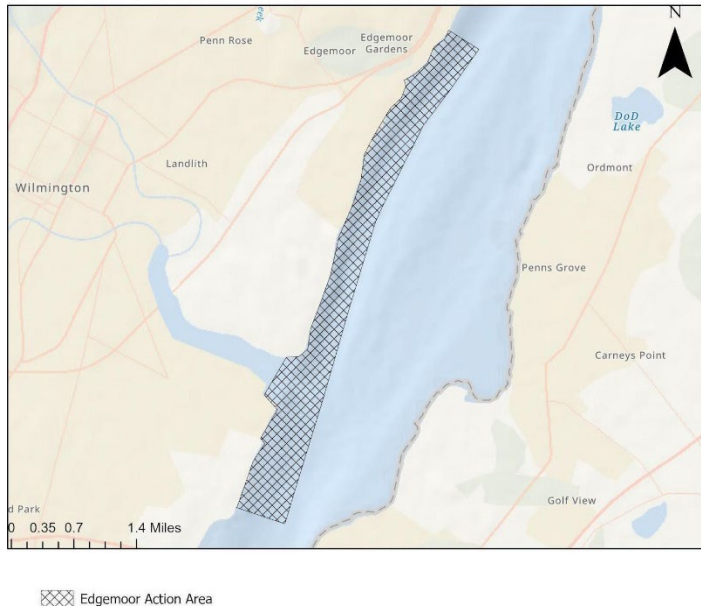 N
eek
Penn Rose
Edgemoor
Edgemoor
Gardens
DoD
Lake
Landlith
Ordmont
Wilmington
Penns Grove
Carneys Point
Golf View
d Park
0 0.35 0.7 1.4 Miles
Edgemoor Action Area